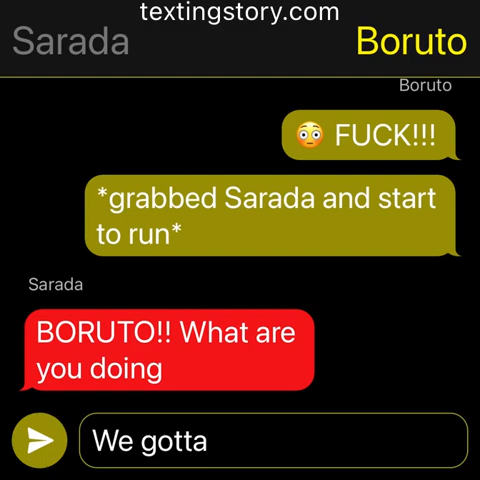 textingstory.com
Sarada Boruto
Boruto
😳 FUCK!!!
*grabbed Sarada and start
to run*
Sarada
BORUTO!! What are
you doing
We gotta